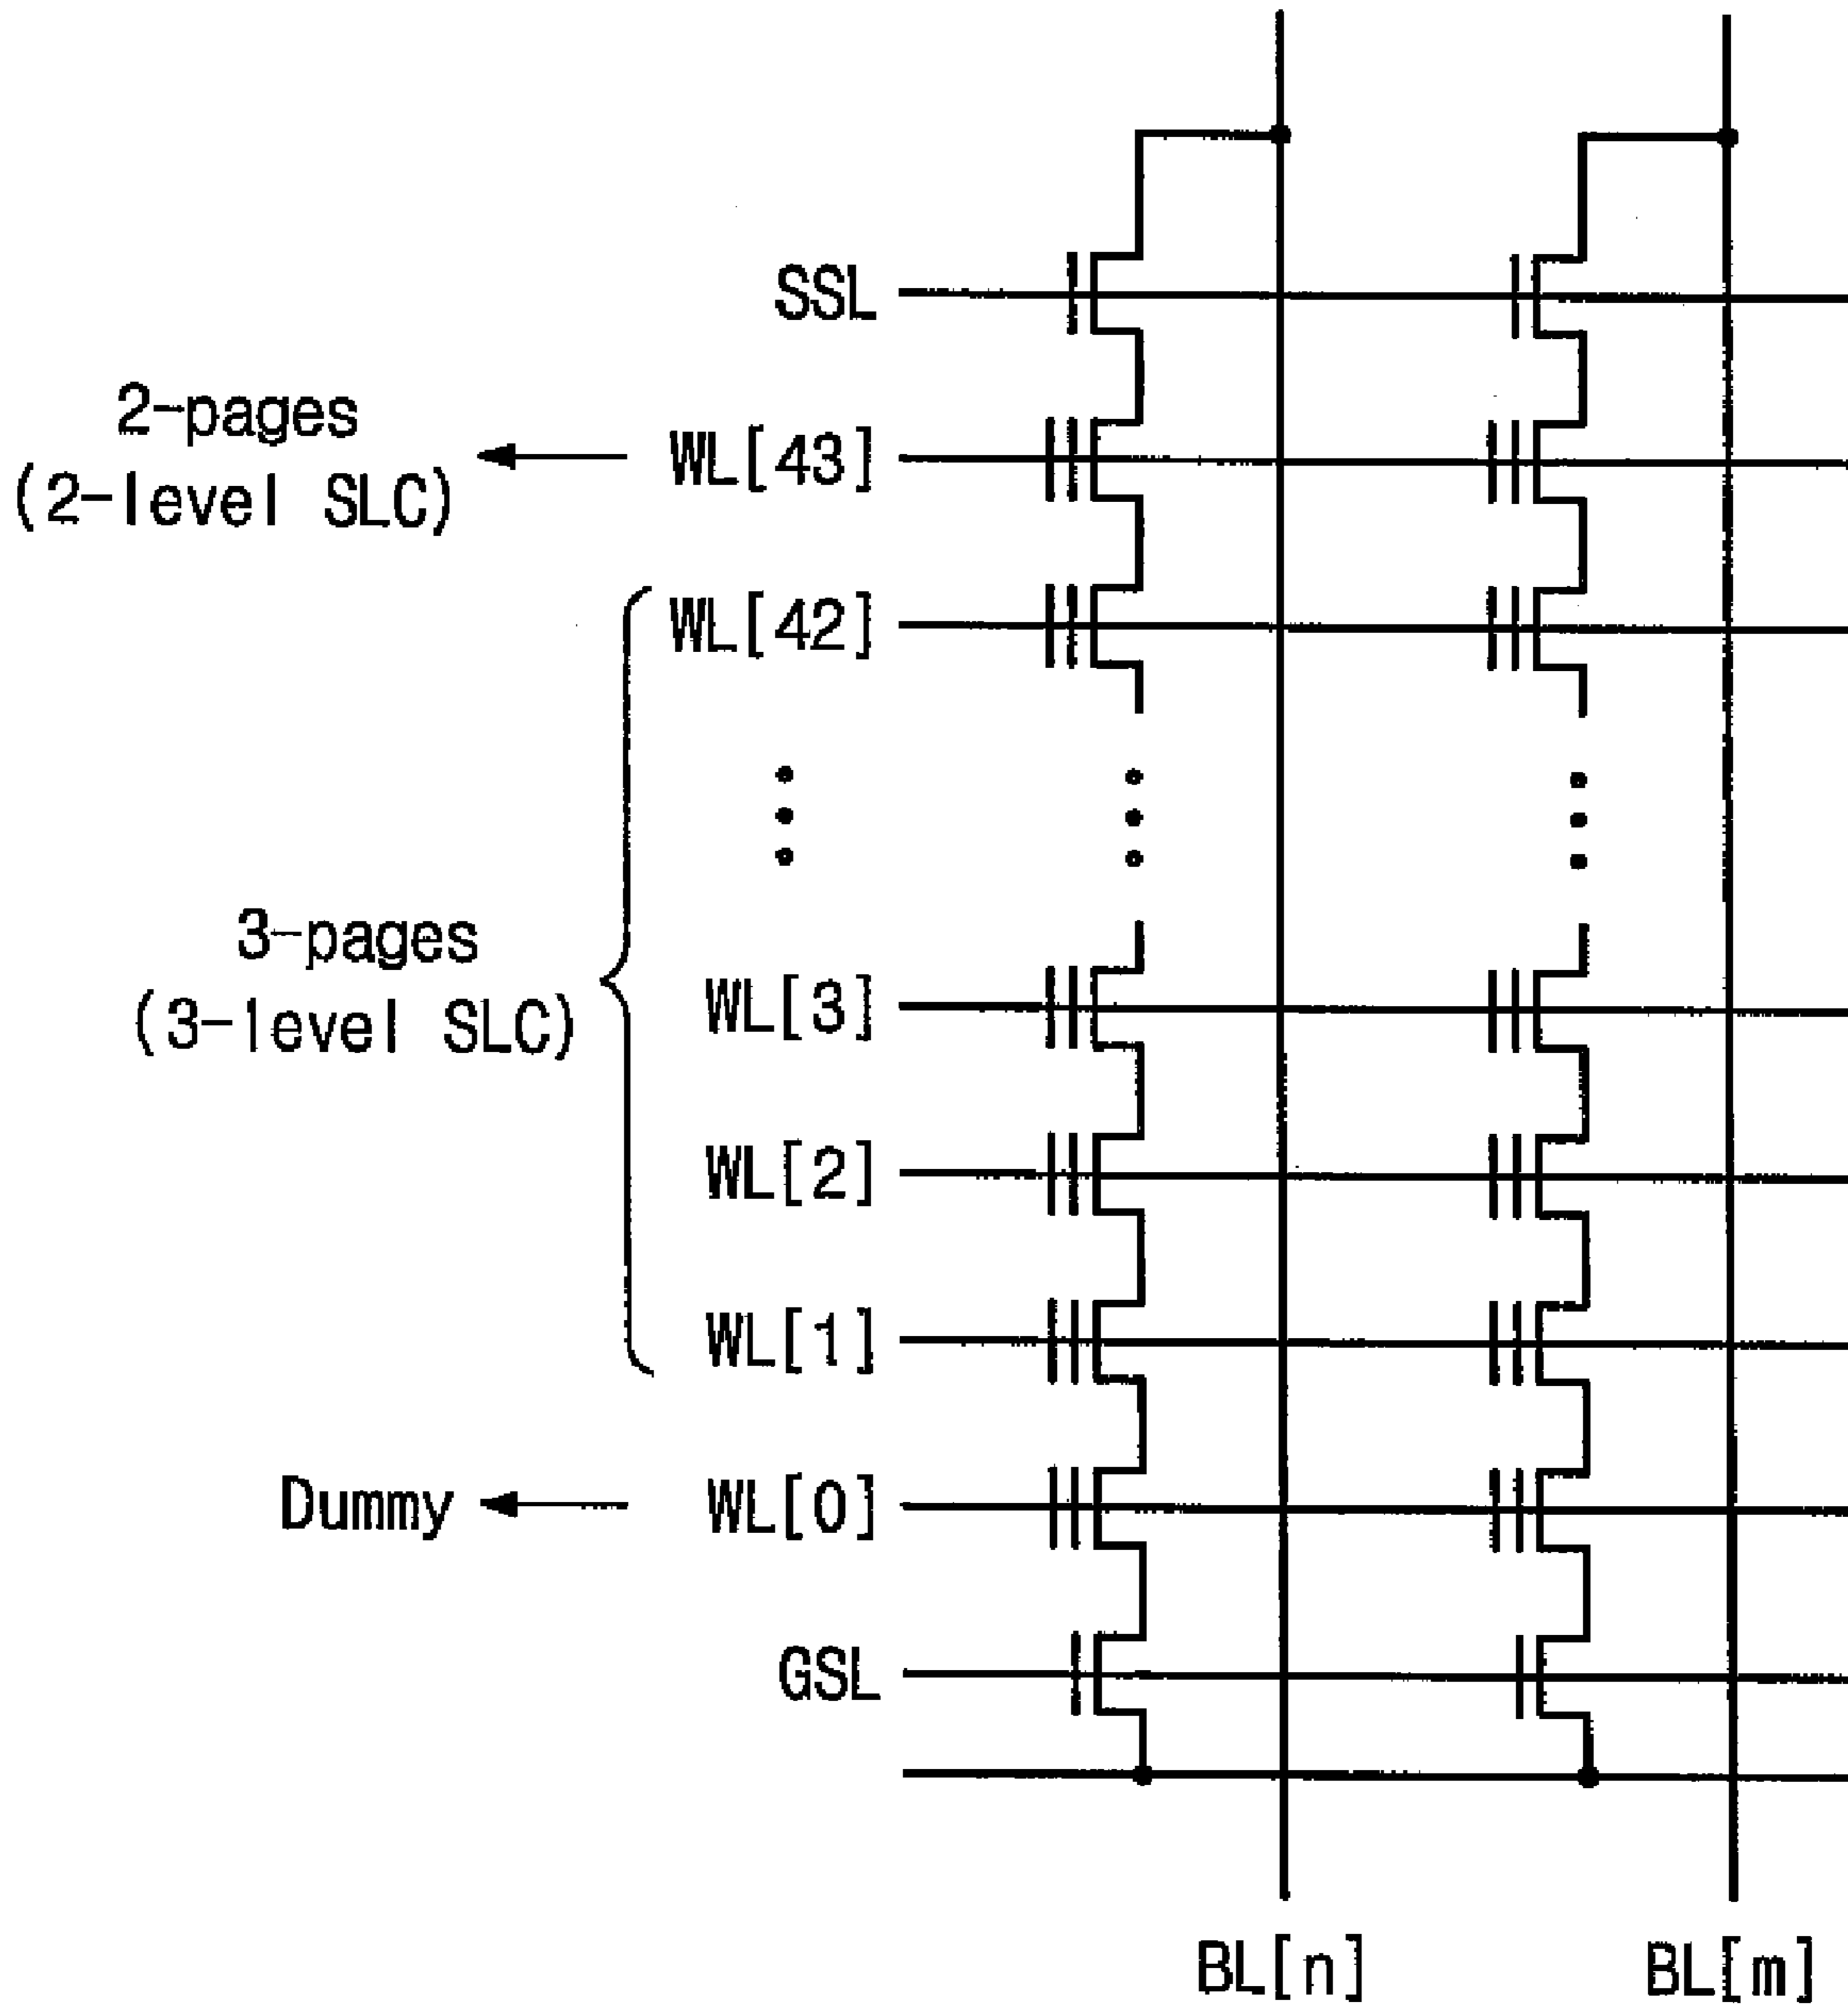 SSL
2-pages
(2-level SLC)
WL[43]
WL[42]
3-pages
(3-level SLC)
WL[3]
WL[2]
WL[1]
Dummy
WL[0]
GSL
BL[n]
BL[m]